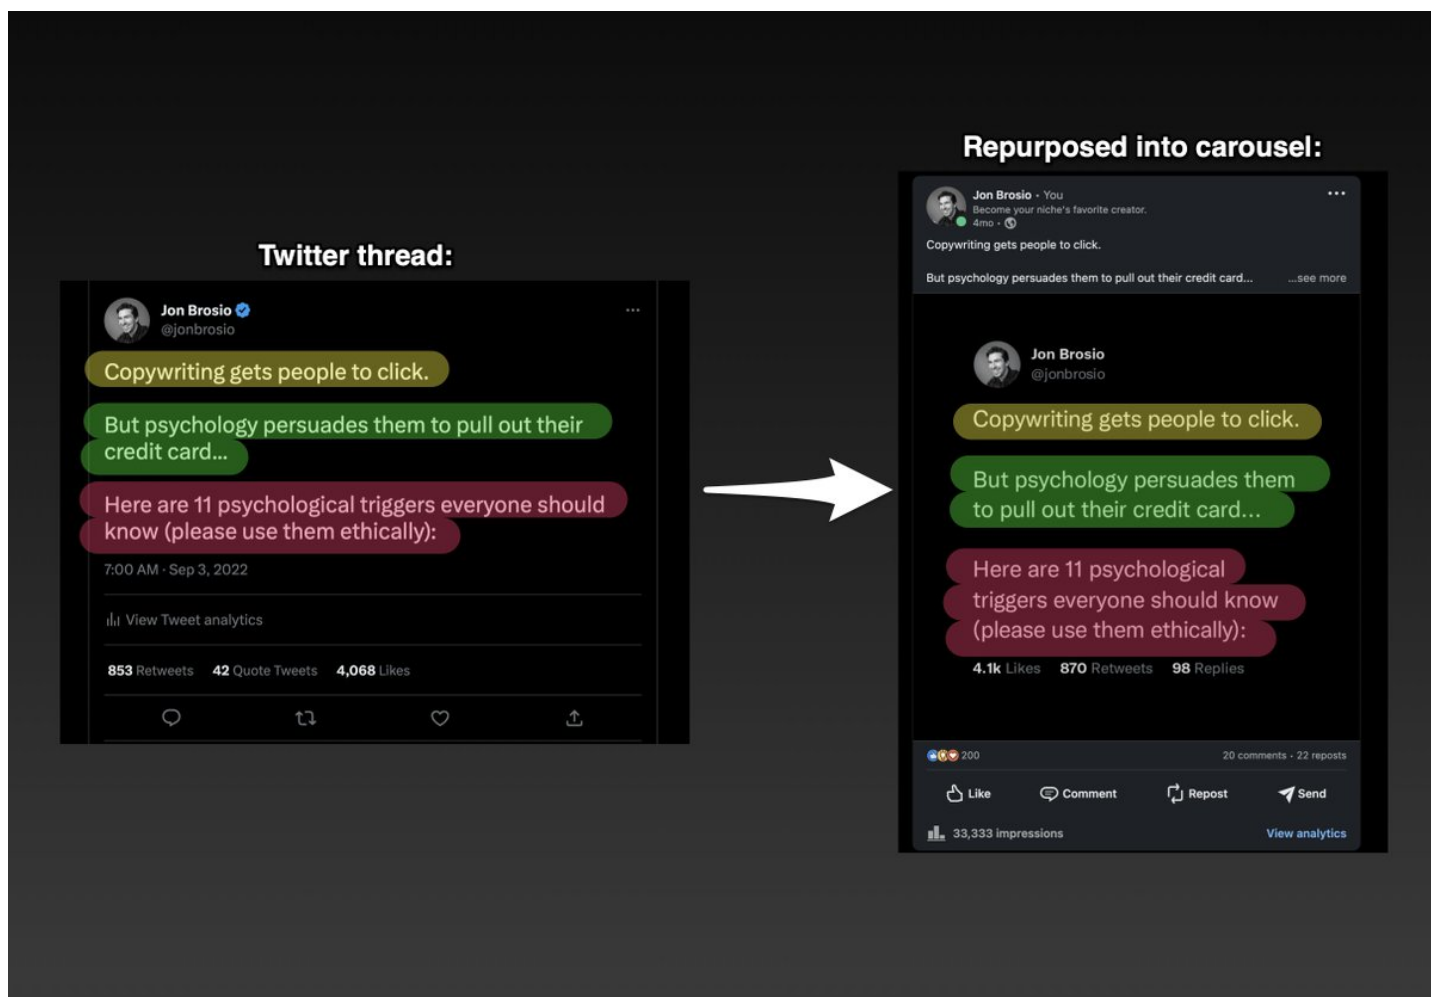 Twitter thread:
Jon Brosio
@jonbrosio
Copywriting gets people to click.
But psychology persuades them to pull out their
credit card...
Here are 11 psychological triggers everyone should
know (please use them ethically):
7:00 AM · Sep 3, 2022
View Tweet analytics
853 Retweets 42 Quote Tweets 4,068 Likes
Repurposed into carousel:
Jon Brosio • You
Become your niche's favorite creator.
4mo •
Copywriting gets people to click.
But psychology persuades them to pull out their credit card... ...see more
Jon Brosio
@jonbrosio
Copywriting gets people to click.
But psychology persuades them
to pull out their credit card...
Here are 11 psychological
triggers everyone should know
(please use them ethically):
4.1k Likes 870 Retweets 98 Replies
200 20 comments • 22 reposts
Like Comment Repost Send
33,333 impressions View analytics